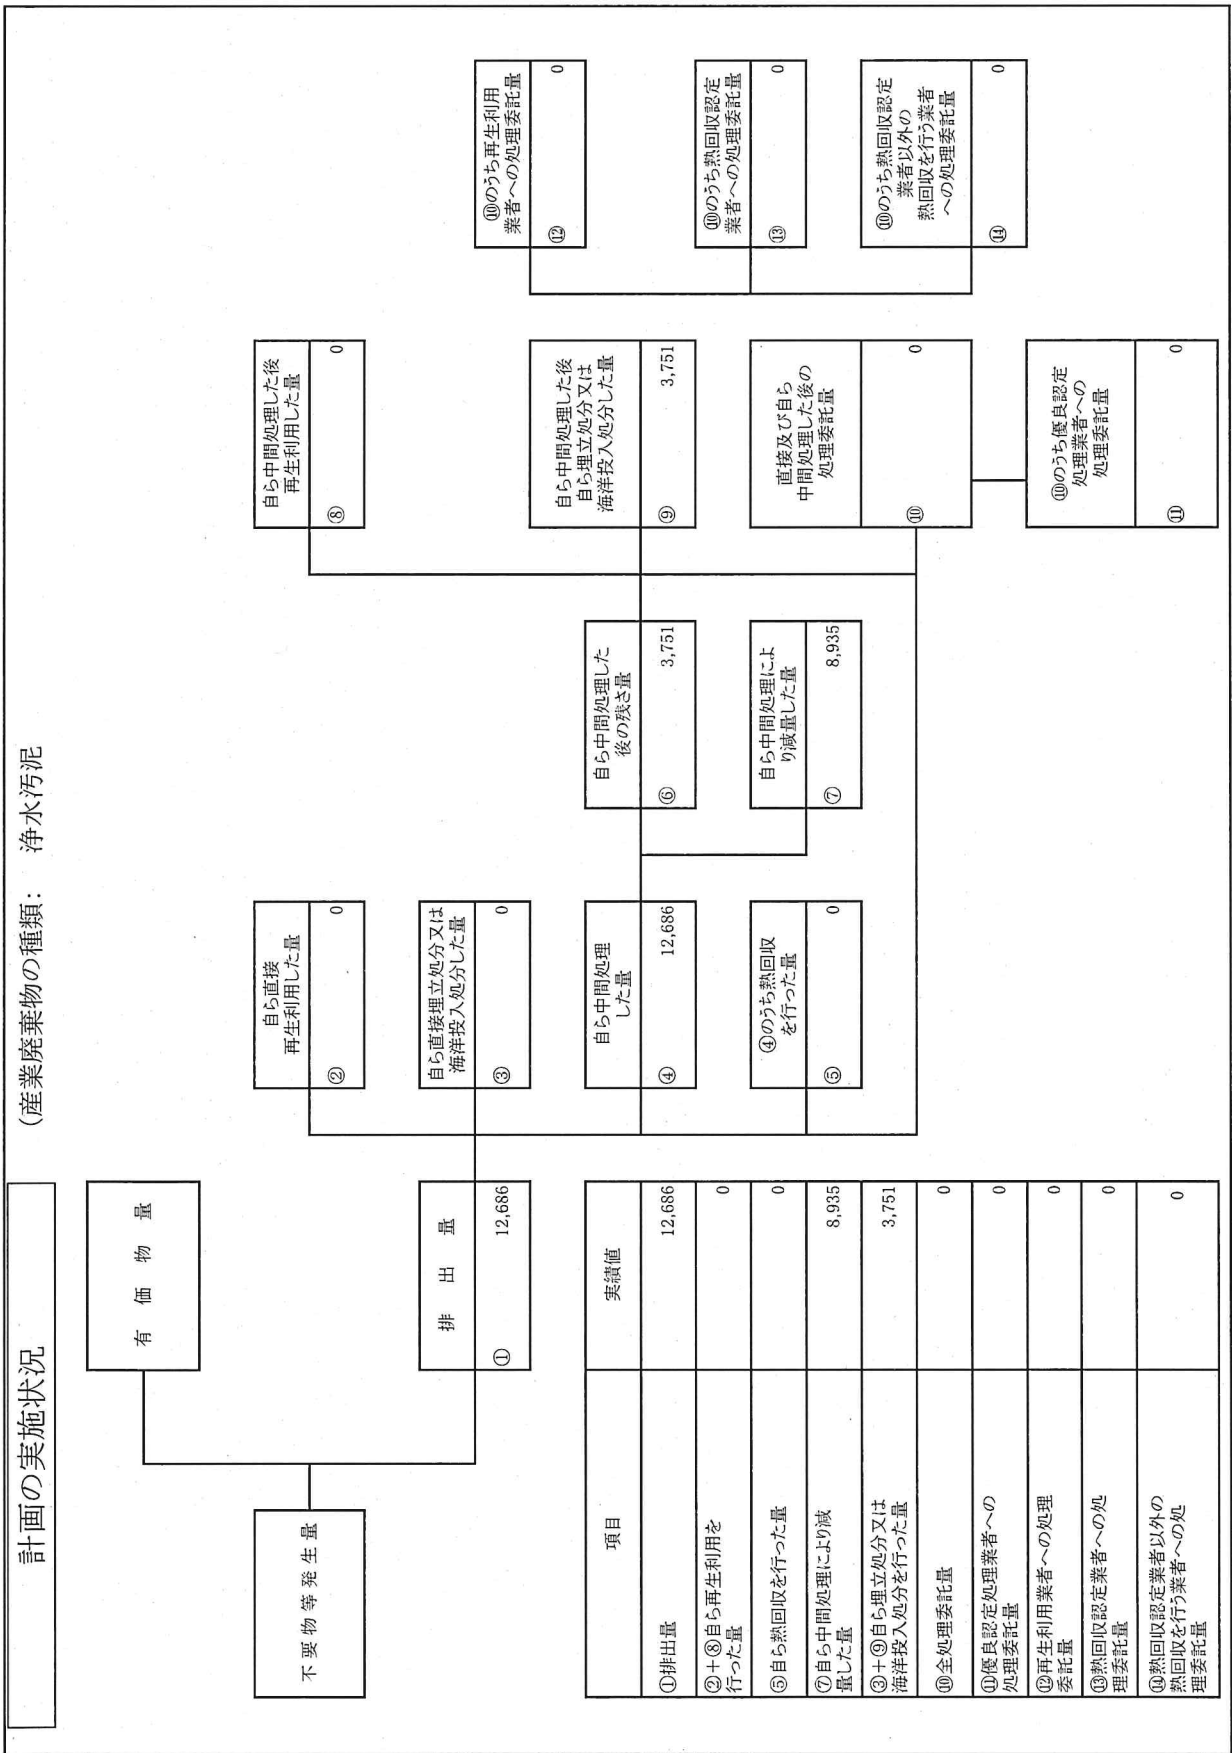 計画の実施状況
(産業廃棄物の種類: 浄水汚泥
不要物等発生量
有価物量
排出量
① 12,686
自ら直接
再生利用した量
② 0
自ら直接埋立処分又は
海洋投入処分した量
③ 0
自ら中間処理
した量
④ 12,686
④のうち熱回収
を行った量
⑤ 0
自ら中間処理した
後の残さ量
⑥ 3,751
自ら中間処理によ
り減量した量
⑦ 8,935
自ら中間処理した後
再生利用した量
⑧ 0
自ら中間処理した後
自ら埋立処分又は
海洋投入処分した量
⑨ 3,751
直接及び自ら
中間処理した後の
処理委託量
⑩ 0
⑩のうち優良認定
処理業者への
処理委託量
⑪ 0
⑩のうち再生利用
業者への処理委託量
⑫ 0
⑩のうち熱回収認定
業者への処理委託量
⑬ 0
⑩のうち熱回収認定
業者以外の
熱回収を行う業者
への処理委託量
⑭ 0
項目 実績値
①排出量 12,686
②+⑧自ら再生利用を
行った量 0
⑤自ら熱回収を行った量 0
⑦自ら中間処理により減
量した量 8,935
③+⑨自ら埋立処分又は
海洋投入処分を行った量 3,751
⑩全処理委託量 0
⑪優良認定処理業者への
処理委託量 0
⑫再生利用業者への処理
委託量 0
⑬熱回収認定業者への処
理委託量 0
⑭熱回収認定業者以外の
熱回収を行う業者への処
理委託量 0